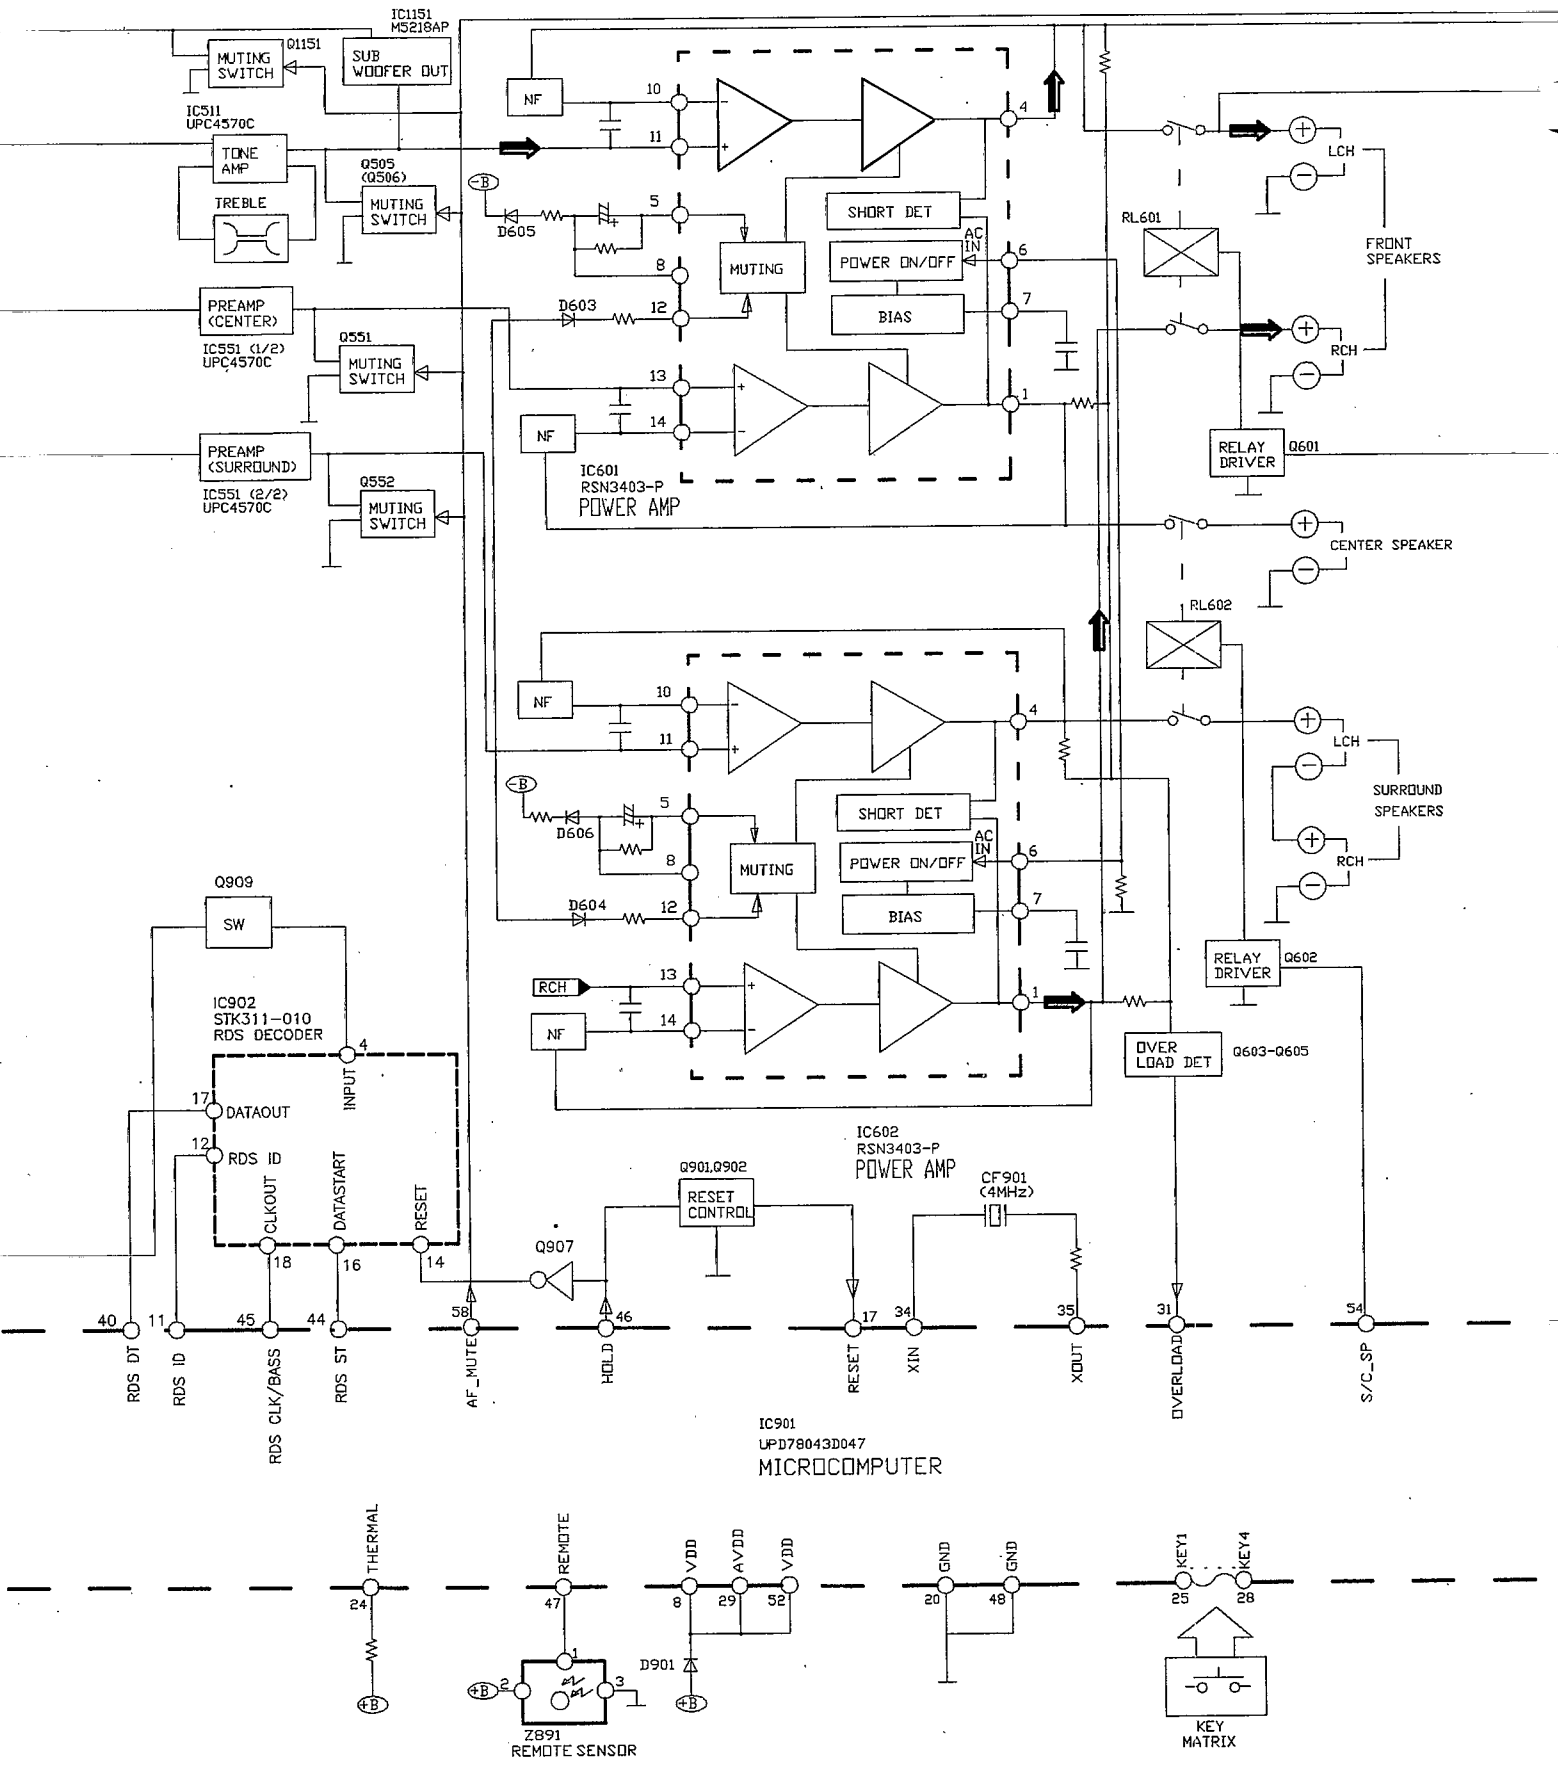 IC1151
M5218AP
Q1151
MUTING
SWITCH
SUB
WOOFER OUT
IC511
UPC4570C
TONE
AMP
TREBLE
Q505
(Q506)
MUTING
SWITCH
PREAMP
(CENTER)
IC551 (1/2)
UPC4570C
Q551
MUTING
SWITCH
PREAMP
(SURROUND)
IC551 (2/2)
UPC4570C
Q552
MUTING
SWITCH
NF
10
-
11
+
4
-B
D605
+
5
8
D603
12
MUTING
SHORT DET
POWER ON/OFF
AC
IN
6
BIAS
7
13
+
14
-
NF
1
IC601
RSN3403-P
POWER AMP
+
LCH
-
RL601
FRONT
SPEAKERS
+
RCH
-
RELAY
DRIVER
Q601
+
CENTER SPEAKER
-
RL602
NF
10
-
11
+
4
-B
D606
+
5
8
D604
12
MUTING
SHORT DET
POWER ON/OFF
AC
IN
6
BIAS
7
RCH
13
+
14
-
NF
1
IC602
RSN3403-P
POWER AMP
+
LCH
-
SURROUND
SPEAKERS
+
RCH
-
RELAY
DRIVER
Q602
OVER
LOAD DET
Q603-Q605
Q909
SW
IC902
STK311-010
RDS DECODER
4
INPUT
17
DATAOUT
12
RDS ID
CLKOUT
DATASTART
RESET
18
16
14
Q907
Q901,Q902
RESET
CONTROL
CF901
(4MHz)
40
11
45
44
58
46
17
34
35
31
54
RDS DT
RDS ID
RDS CLK/BASS
RDS ST
AF_MUTE
HOLD
RESET
XIN
XOUT
OVERLOAD
S/C_SP
IC901
UPD78043D047
MICROCOMPUTER
THERMAL
REMOTE
VDD
AVDD
VDD
GND
GND
KEY1
KEY4
24
47
8
29
52
20
48
25
28
+B
+B
2
1
3
Z891
REMOTE SENSOR
D901
+B
KEY
MATRIX